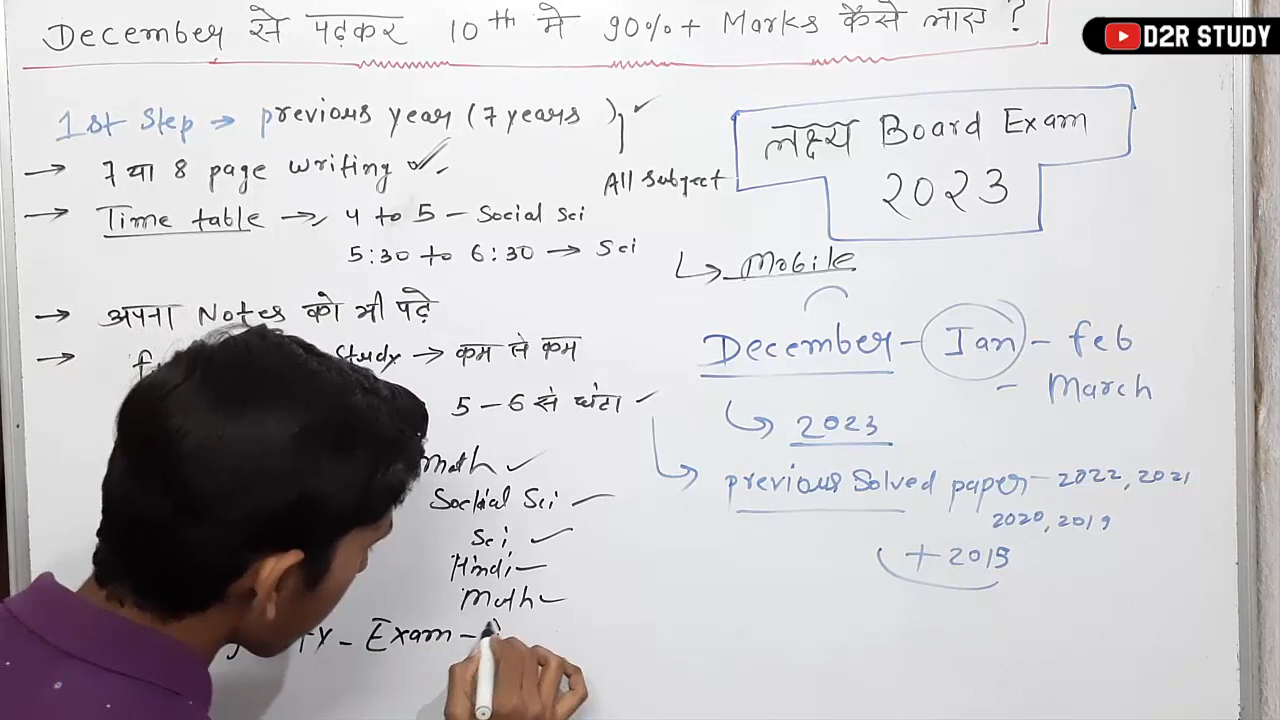 December से पढ़कर 10th मे 90%+ Marks कैसे लाए ?
D2R STUDY
1st Step → previous year (7 years )
All Subject
→ 7 या 8 page writing
→ Time table → 4 to 5 - Social Sci
5:30 to 6:30 → Sci
→ अपना Notes को भी पढ़े
→ Study → कम से कम
5 - 6 से घंटा
Math
Social Sci
Sci
Hindi
Math
Exam -
लक्ष्य Board Exam
2023
Mobile
December - Jan - feb
- March
2023
previous Solved paper - 2022, 2021
2020, 2019